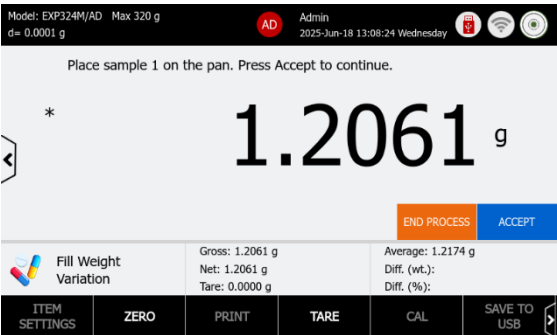 Model: EXP324M/AD Max 320 g
d= 0.0001 g
AD
Admin
2025-Jun-18 13:08:24 Wednesday
Place sample 1 on the pan. Press Accept to continue.
*
1.2061 g
END PROCESS
ACCEPT
Fill Weight
Variation
Gross: 1.2061 g
Net: 1.2061 g
Tare: 0.0000 g
Average: 1.2174 g
Diff. (wt.):
Diff. (%):
ITEM
SETTINGS
ZERO
PRINT
TARE
CAL
SAVE TO
USB